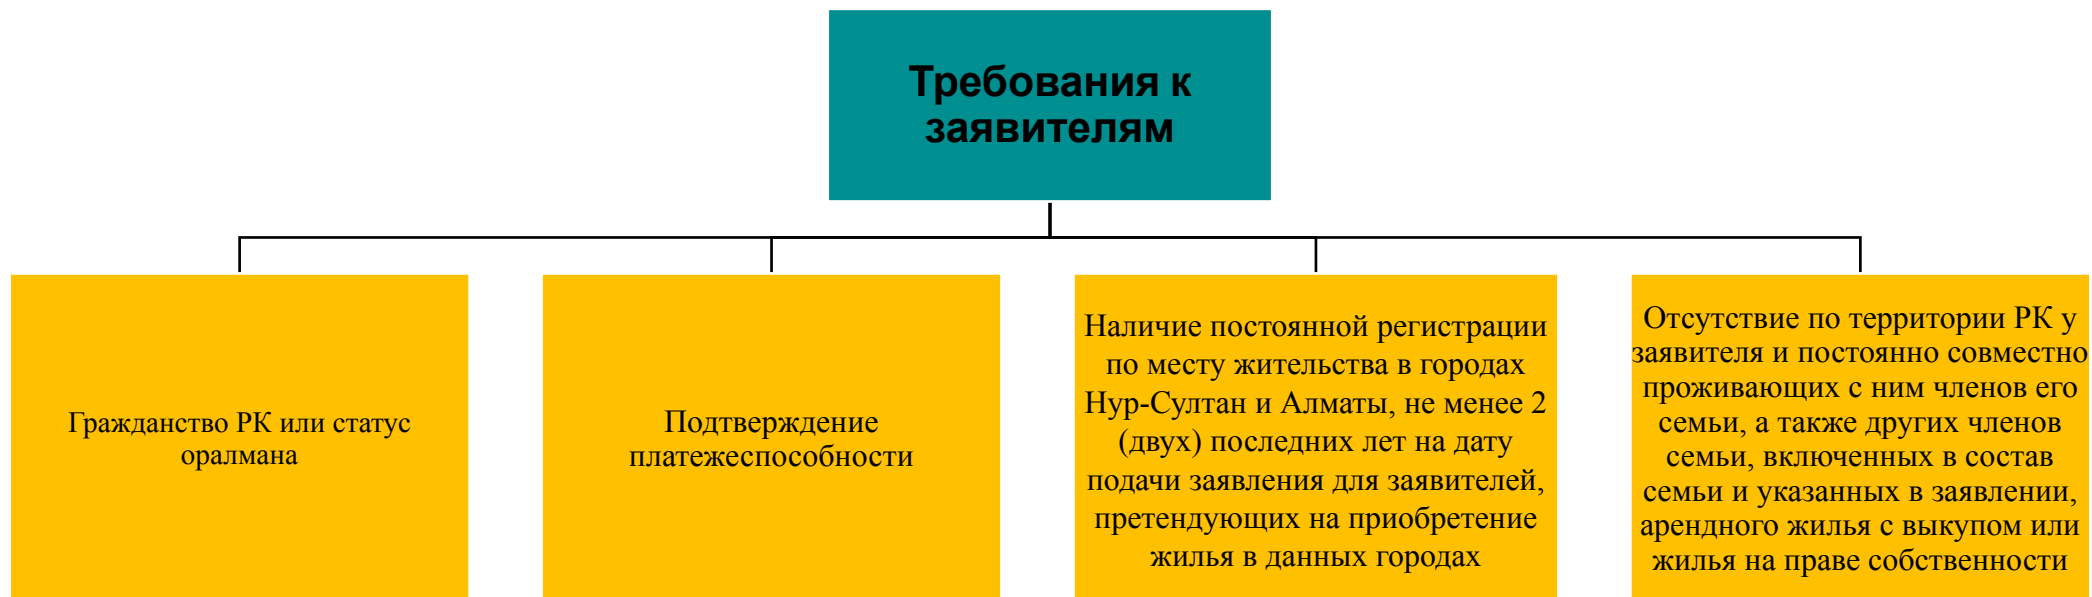 Требования к
заявителям
Гражданство РК или статус
оралмана
Подтверждение
платежеспособности
Наличие постоянной регистрации
по месту жительства в городах
Нур-Султан и Алматы, не менее 2
(двух) последних лет на дату
подачи заявления для заявителей,
претендующих на приобретение
жилья в данных городах
Отсутствие по территории РК у
заявителя и постоянно совместно
проживающих с ним членов его
семьи, а также других членов
семьи, включенных в состав
семьи и указанных в заявлении,
арендного жилья с выкупом или
жилья на праве собственности